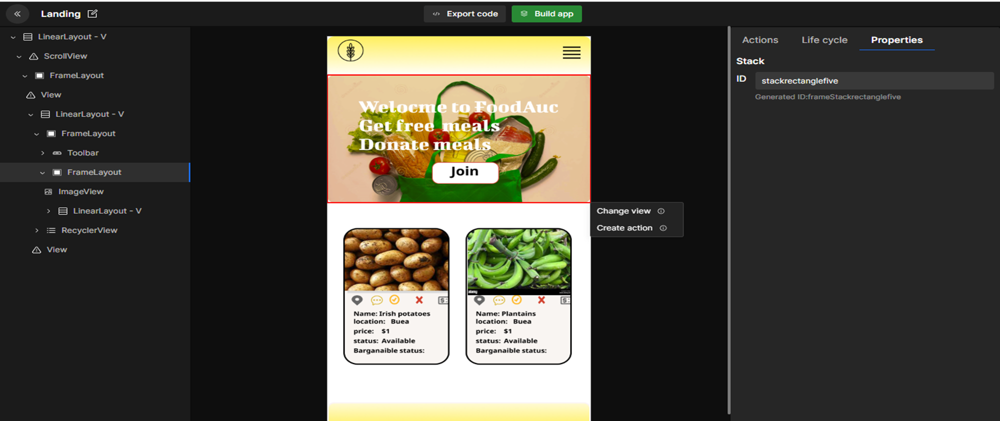 Landing
Export code
Build app
LinearLayout - V
ScrollView
FrameLayout
View
LinearLayout - V
FrameLayout
Toolbar
FrameLayout
ImageView
LinearLayout - V
RecyclerView
View
Welocme to FoodAuc
Get free meals
Donate meals
Join
Change view
Create action
Name: Irish potatoes
location: Buea
price: $1
status: Available
Barganaible status:
alamy
alamy
alamy
Name: Plantains
location: Buea
price: $1
status: Available
Barganaible status:
Actions
Life cycle
Properties
Stack
ID
stackrectanglefive
Generated ID:frameStackrectanglefive